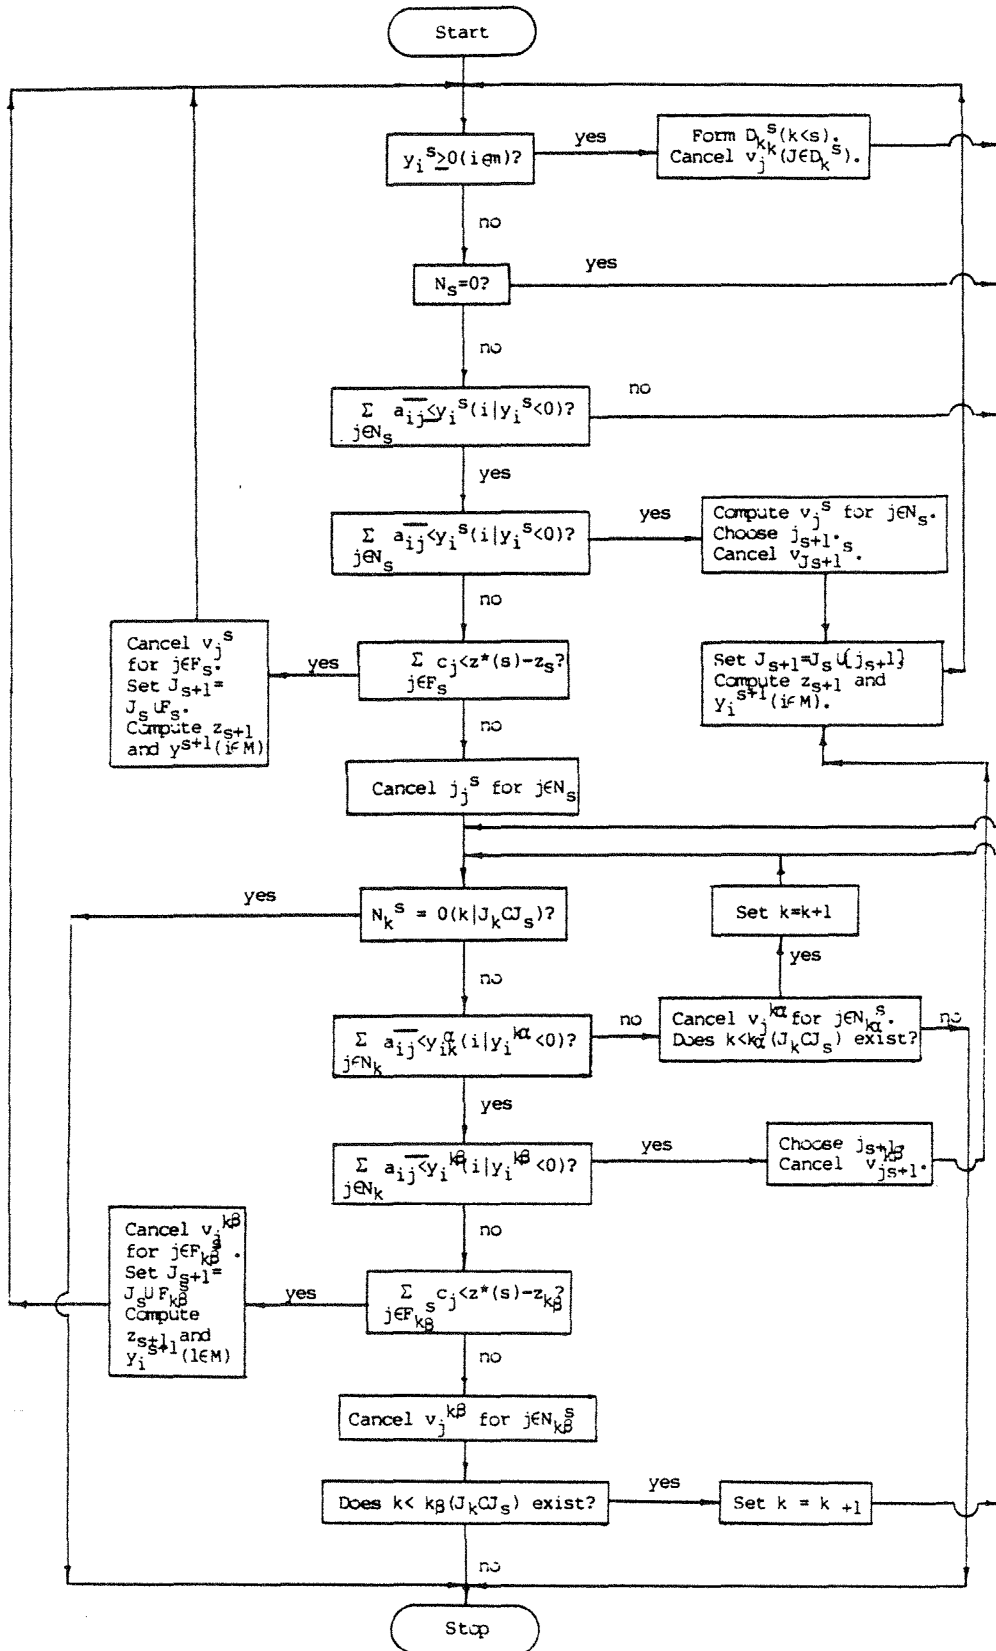 Start
y_i^s ≥0(i∈m)?
yes
Form D_k_k^s(k<s).
Cancel v_j(J∈D_k^s).
no
N_s=0?
yes
no
Σ a_ij‾≤y_i^s(i|y_i^s<0)?
j∈N_s
no
yes
Σ a_ij‾<y_i^s(i|y_i^s<0)?
j∈N_s
yes
Compute v_j^s for j∈N_s.
Choose j_s+1.
Cancel v_Js+1^s.
no
Cancel v_j^s
for j∈F_s.
Set J_s+1=
J_s∪F_s.
Compute z_s+1
and y^s+1(i∈M)
yes
Σ c_j<z*(s)-z_s?
j∈F_s
Set J_s+1=J_s∪{j_s+1}
Compute z_s+1 and
y_i^s+1(i∈M).
no
Cancel j_j^s for j∈N_s
yes
N_k^s = 0(k|J_kCJ_s)?
Set k=k+1
yes
no
Σ a_ij‾<y_ik^α(i|y_i^kα<0)?
j∈N_k
no
Cancel v_j^kα for j∈N_kα^s.
Does k<kα(J_kCJ_s) exist?
no
yes
Σ a_ij‾<y_i^kβ(i|y_i^kβ<0)?
j∈N_k
yes
Choose j_s+1.
Cancel v_js+1^kβ.
no
Cancel v_j^kβ
for j∈F_kβ^s.
Set J_s+1=
J_s∪F_kβ^s
Compute
z_s+1 and
y_i^s+1(l∈M)
yes
Σ c_j<z*(s)-z_kβ?
j∈F_kβ^s
no
Cancel v_j^kβ for j∈N_kβ^s
Does k< kβ(J_kCJ_s) exist?
yes
Set k = k +1
no
Stop